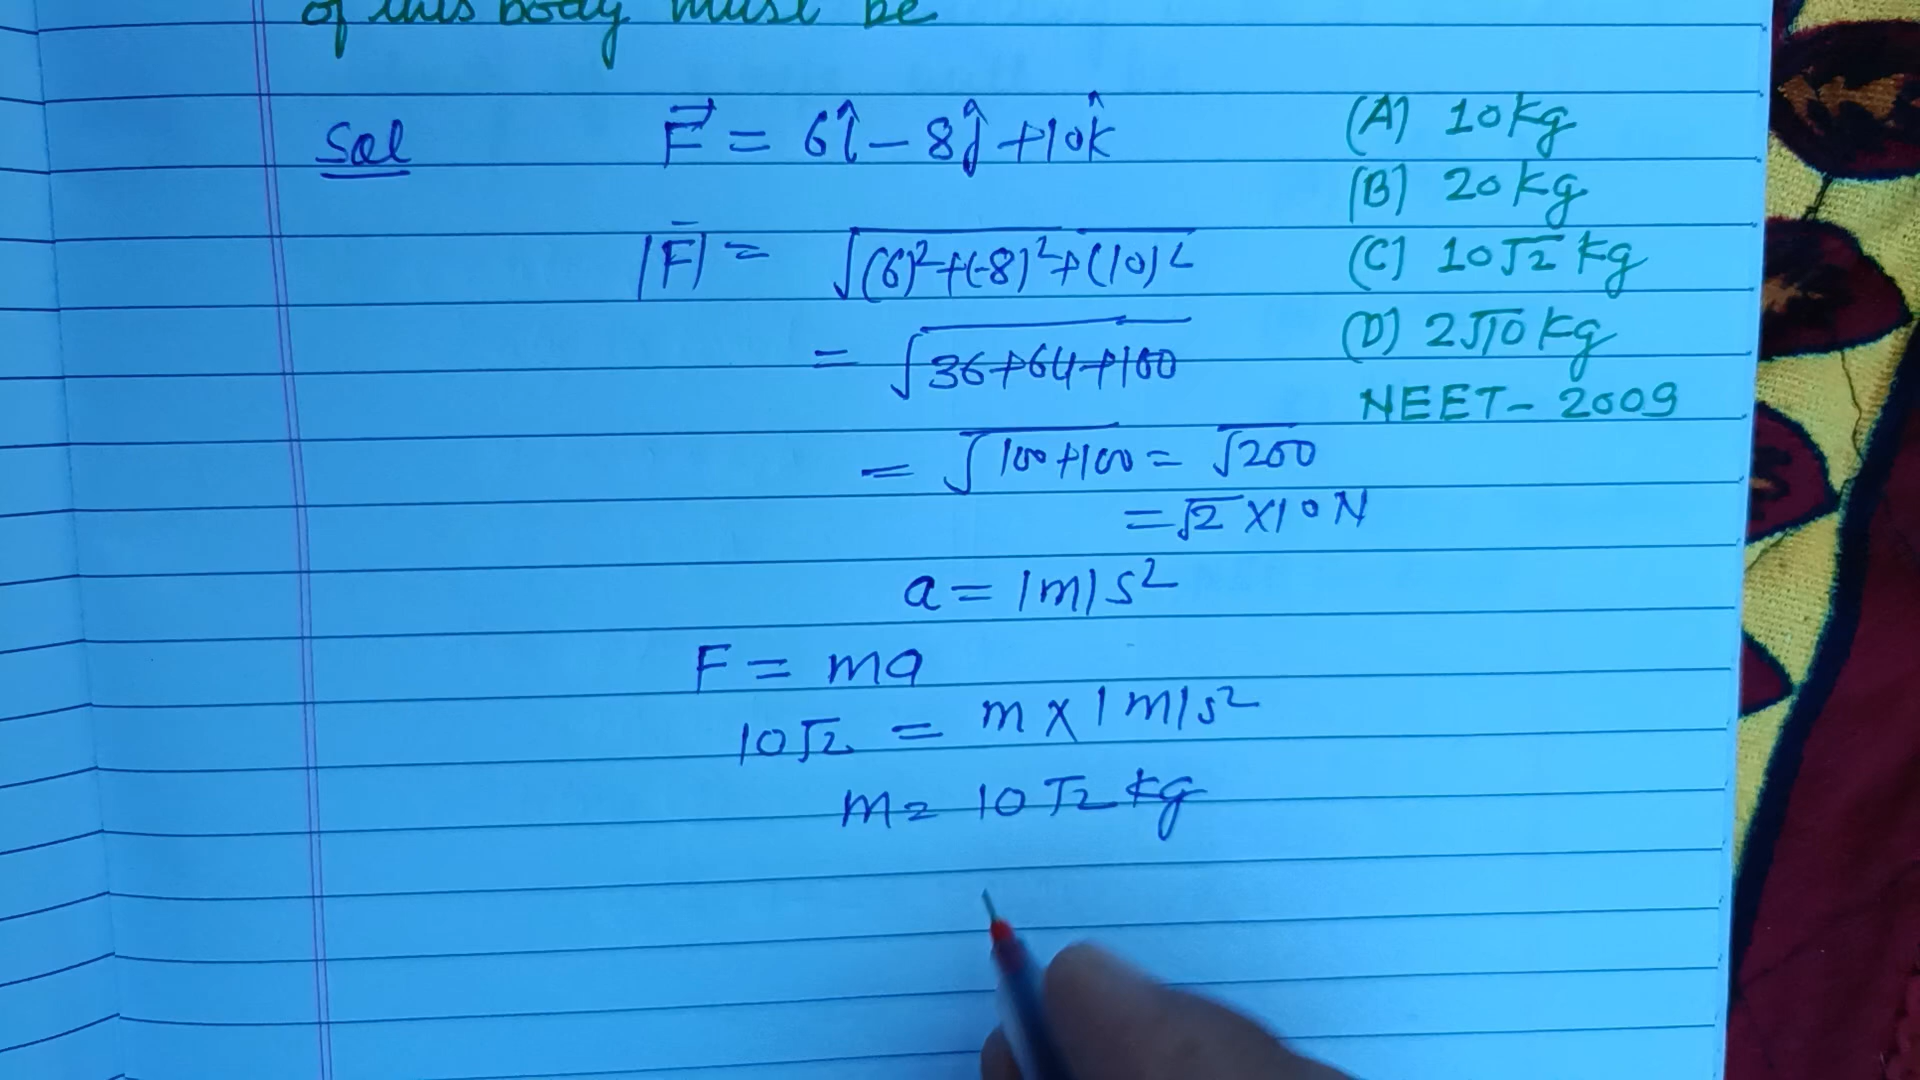 of this body must be
Sol F⃗ = 6î - 8ĵ + 10k̂
(A) 10 kg
(B) 20 kg
|F̄| = √(6)²+(-8)²+(10)²
(C) 10√2 kg
= √36+64+100
(D) 2√10 kg
NEET- 2009
= √100+100 = √200
= √2 ×10 N
a = 1m/s²
F = ma
10√2 = m × 1 m/s²
m = 10√2 kg